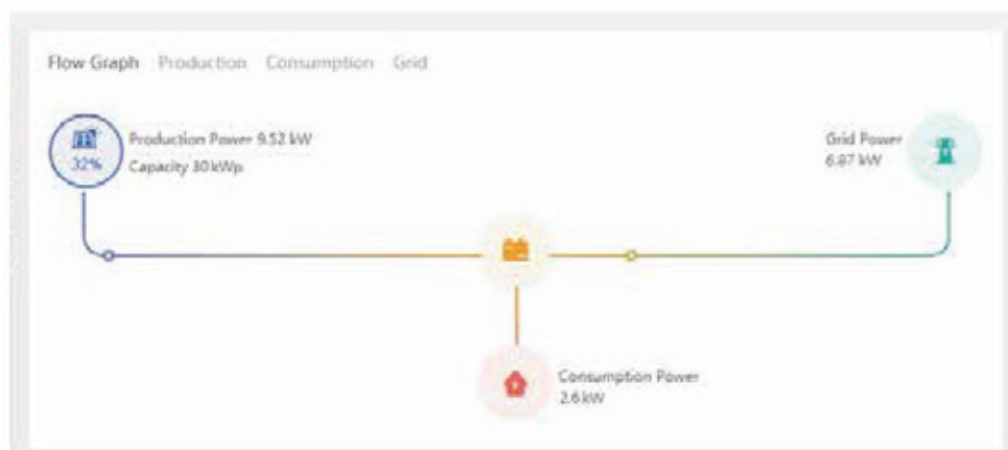 Flow Graph Production Consumption Grid
Production Power 9.52 kW
32%
Capacity 30 kWp
Grid Power
6.87 kW
Consumption Power
2.6 kW